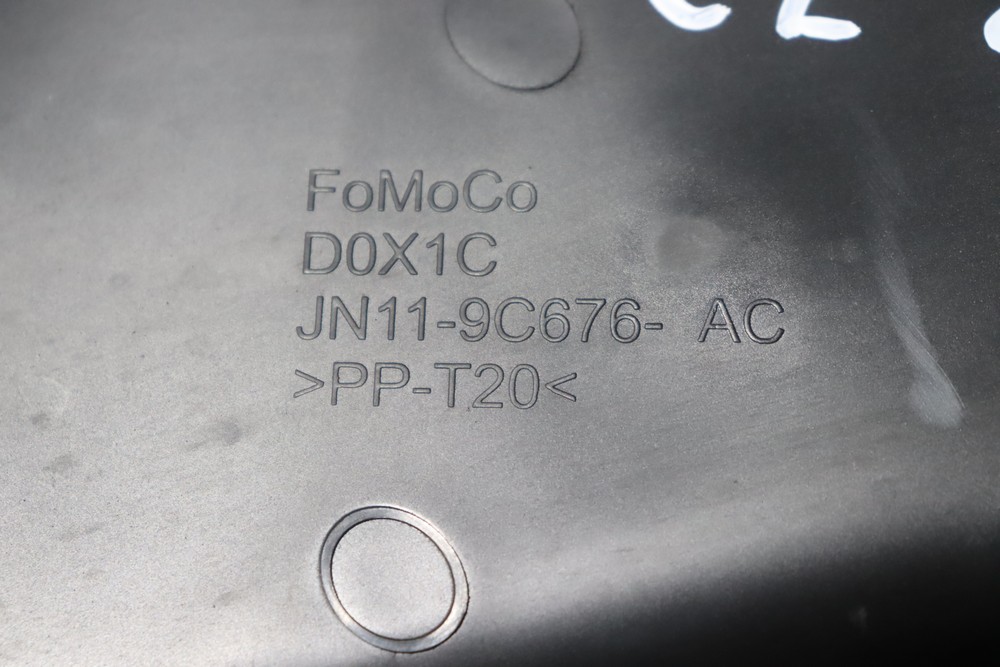 FoMoCo
D0X1C
JN11-9C676- AC
>PP-T20<